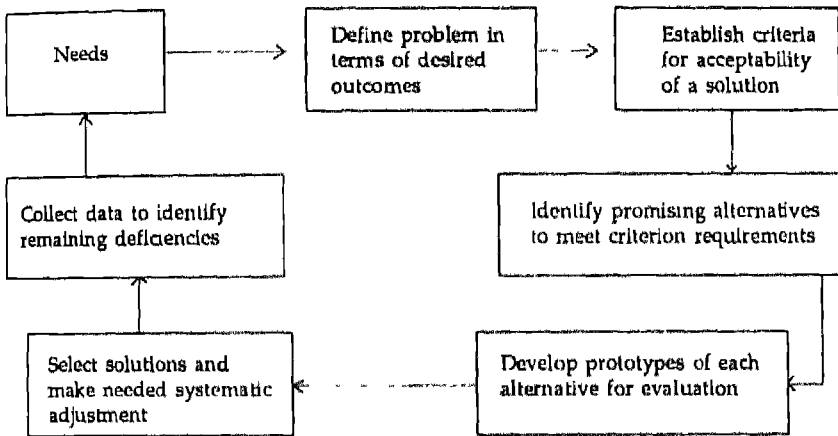 Needs
Define problem in
terms of desired
outcomes
Establish criteria
for acceptability
of a solution
Identify promising alternatives
to meet criterion requirements
Develop prototypes of each
alternative for evaluation
Select solutions and
make needed systematic
adjustment
Collect data to identify
remaining deficiencies